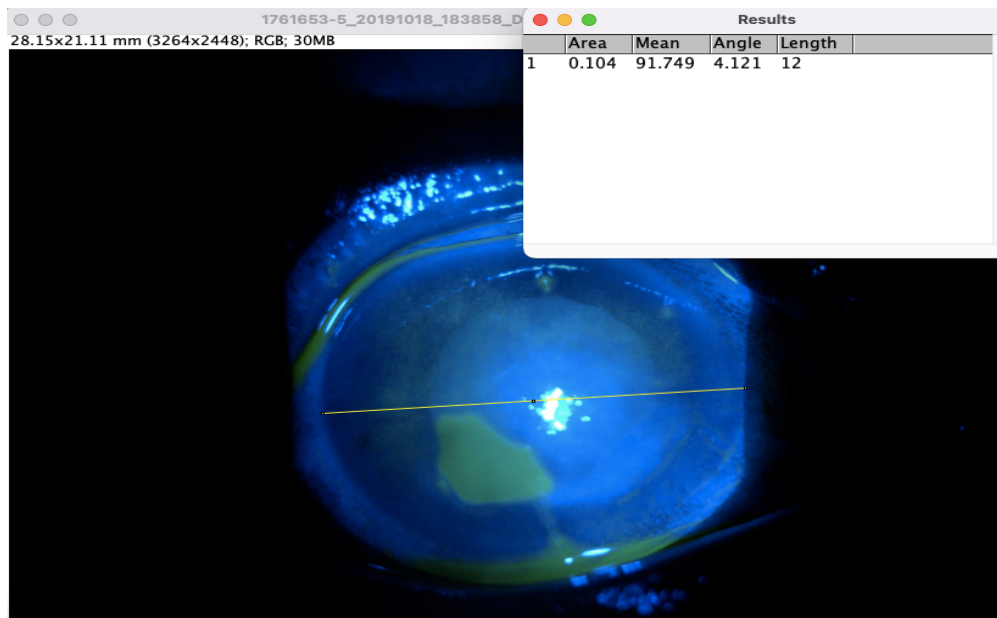 1761653-5_20191018_183858_D
28.15x21.11 mm (3264x2448); RGB; 30MB
Results
Area Mean Angle Length
1 0.104 91.749 4.121 12